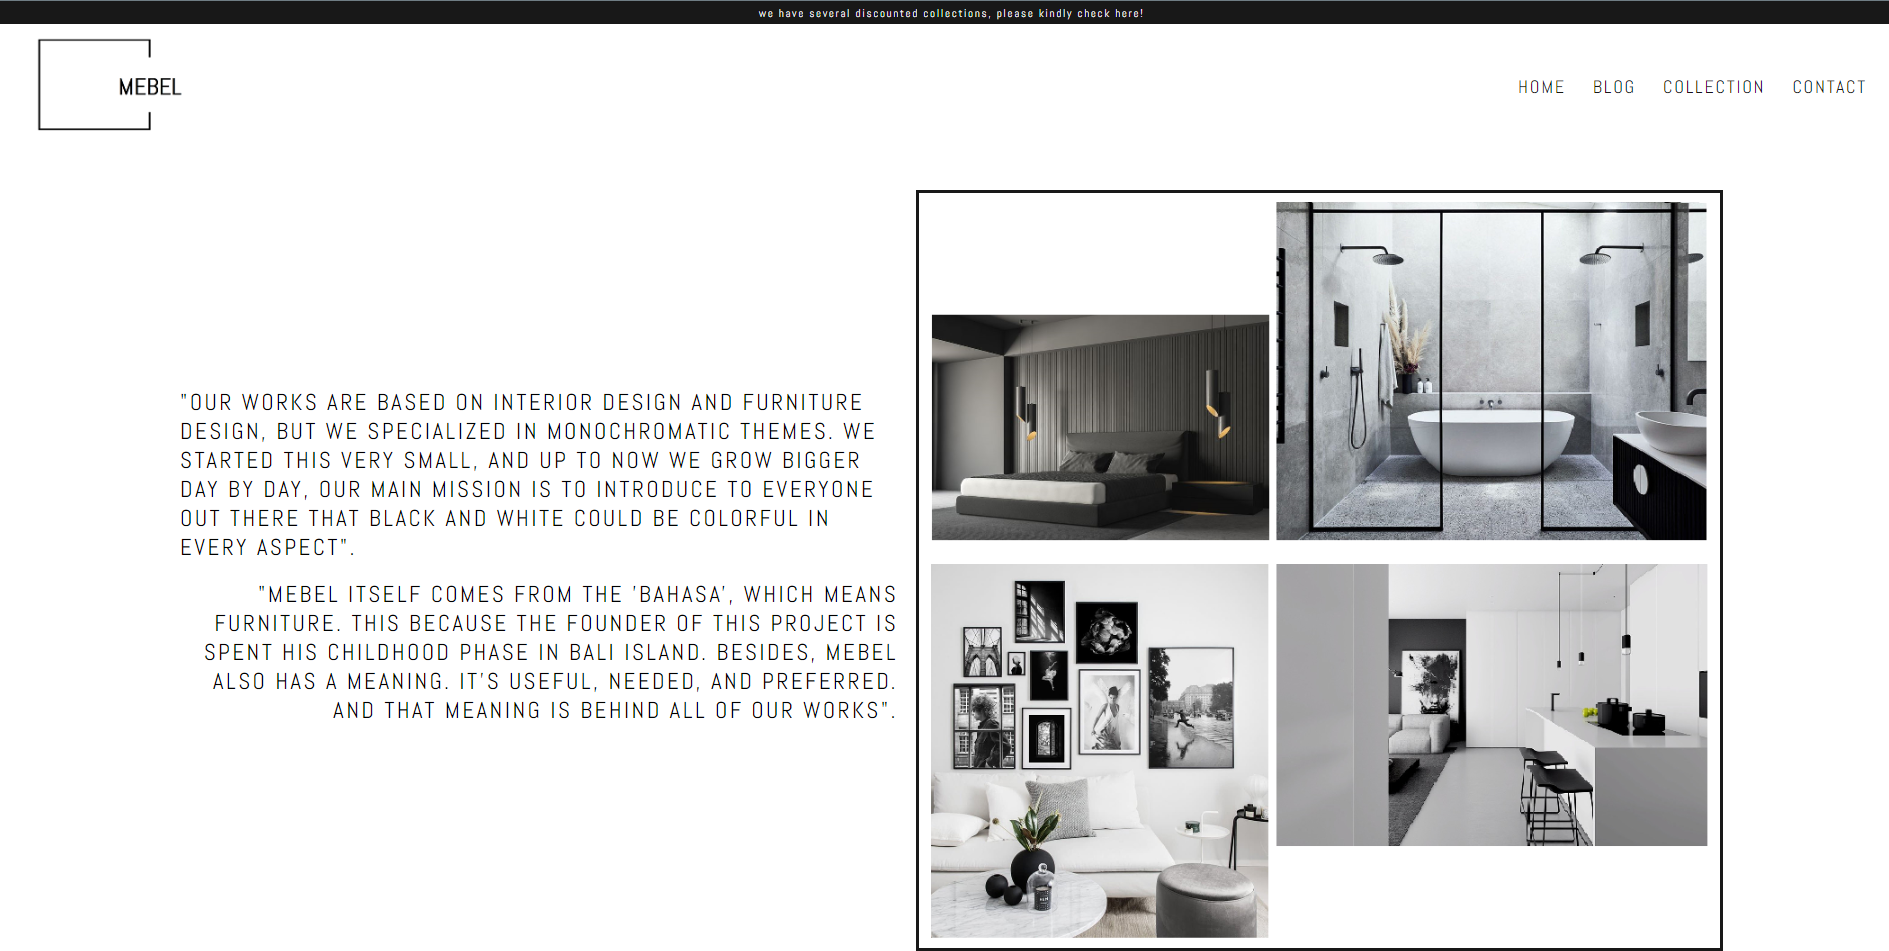 we have several discounted collections, please kindly check here!
MEBEL
HOME BLOG COLLECTION CONTACT
"OUR WORKS ARE BASED ON INTERIOR DESIGN AND FURNITURE
DESIGN, BUT WE SPECIALIZED IN MONOCHROMATIC THEMES. WE
STARTED THIS VERY SMALL, AND UP TO NOW WE GROW BIGGER
DAY BY DAY, OUR MAIN MISSION IS TO INTRODUCE TO EVERYONE
OUT THERE THAT BLACK AND WHITE COULD BE COLORFUL IN
EVERY ASPECT".
"MEBEL ITSELF COMES FROM THE 'BAHASA', WHICH MEANS
FURNITURE. THIS BECAUSE THE FOUNDER OF THIS PROJECT IS
SPENT HIS CHILDHOOD PHASE IN BALI ISLAND. BESIDES, MEBEL
ALSO HAS A MEANING. IT'S USEFUL, NEEDED, AND PREFERRED.
AND THAT MEANING IS BEHIND ALL OF OUR WORKS".